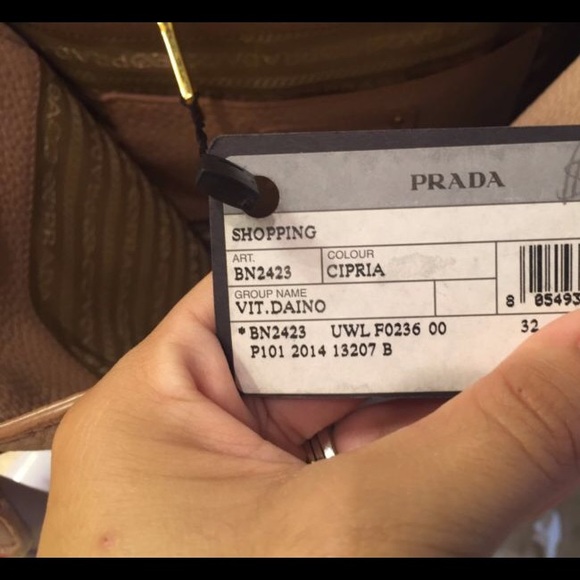 PRADA
SHOPPING
ART. COLOUR
BN2423 CIPRIA
GROUP NAME
VIT.DAINO
8 05493
* BN2423 UWL F0236 00 32
P101 2014 13207 B